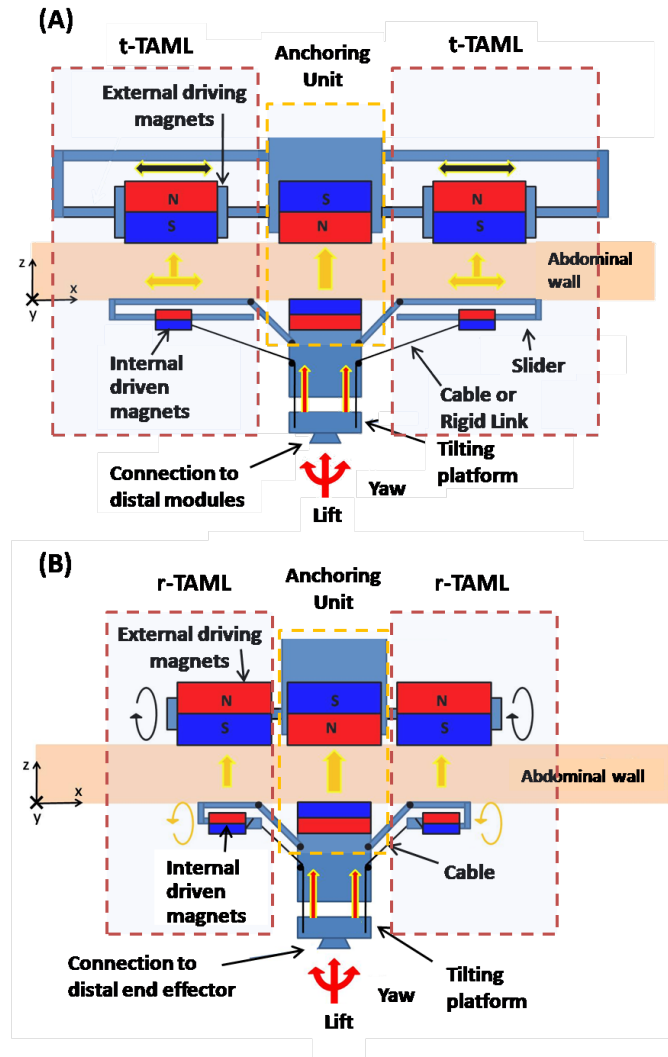 (A)
t-TAML
Anchoring
Unit
t-TAML
External driving
magnets
N
S
S
N
N
S
Abdominal
wall
z
x
y
Internal
driven
magnets
Slider
Cable or
Rigid Link
Tilting
platform
Connection to
distal modules
Yaw
Lift
(B)
r-TAML
Anchoring
Unit
r-TAML
External driving
magnets
N
S
S
N
N
S
Abdominal wall
z
x
y
Internal
driven
magnets
Cable
Connection to
distal end effector
Tilting
platform
Yaw
Lift